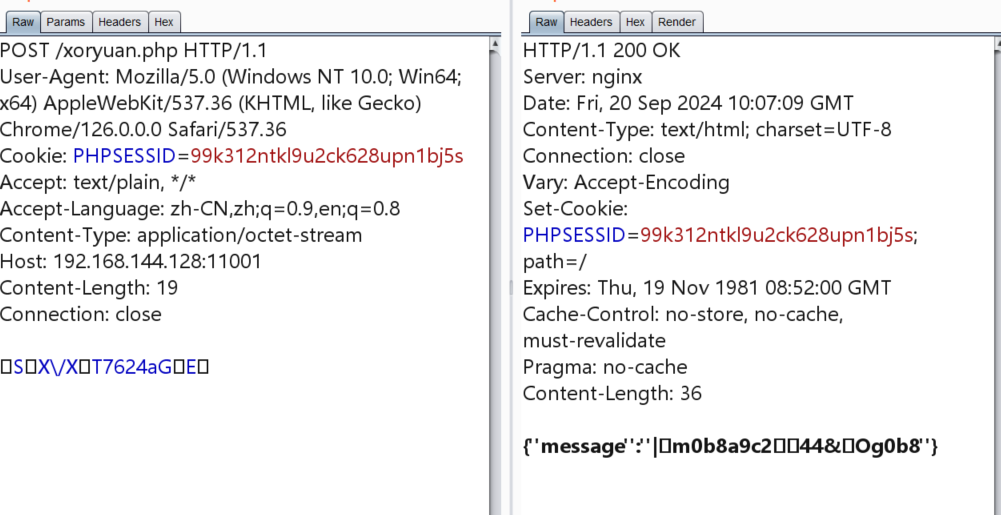 Raw Params Headers Hex
POST /xoryuan.php HTTP/1.1
User-Agent: Mozilla/5.0 (Windows NT 10.0; Win64;
x64) AppleWebKit/537.36 (KHTML, like Gecko)
Chrome/126.0.0.0 Safari/537.36
Cookie: PHPSESSID=99k312ntkl9u2ck628upn1bj5s
Accept: text/plain, */*
Accept-Language: zh-CN,zh;q=0.9,en;q=0.8
Content-Type: application/octet-stream
Host: 192.168.144.128:11001
Content-Length: 19
Connection: close
▯S▯X\/X▯T7624aG▯E▯
Raw Headers Hex Render
HTTP/1.1 200 OK
Server: nginx
Date: Fri, 20 Sep 2024 10:07:09 GMT
Content-Type: text/html; charset=UTF-8
Connection: close
Vary: Accept-Encoding
Set-Cookie:
PHPSESSID=99k312ntkl9u2ck628upn1bj5s;
path=/
Expires: Thu, 19 Nov 1981 08:52:00 GMT
Cache-Control: no-store, no-cache,
must-revalidate
Pragma: no-cache
Content-Length: 36
{"message":"|▯m0b8a9c2▯▯44&▯Og0b8"}